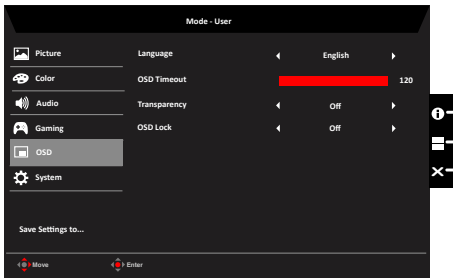 Mode - User
Picture
Color
Audio
Gaming
OSD
System
Save Settings to...
Language English
OSD Timeout 120
Transparency Off
OSD Lock Off
Move Enter